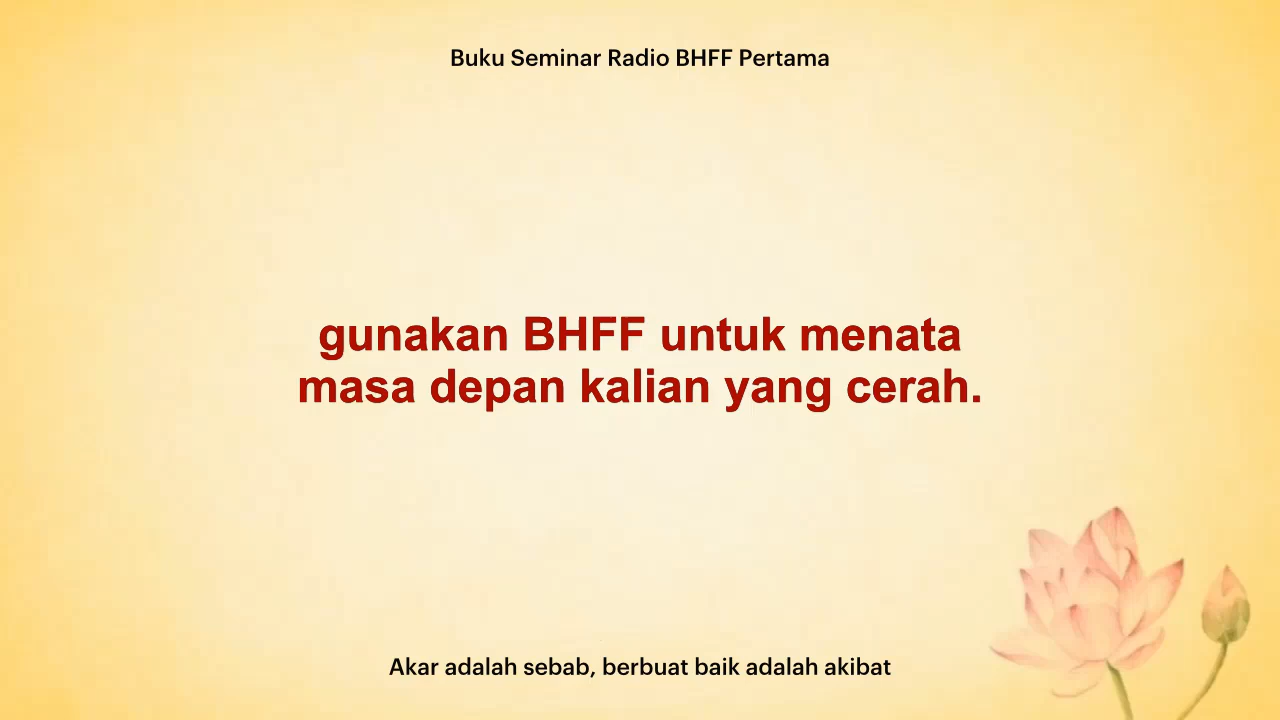 Buku Seminar Radio BHFF Pertama
gunakan BHFF untuk menata
masa depan kalian yang cerah.
Akar adalah sebab, berbuat baik adalah akibat